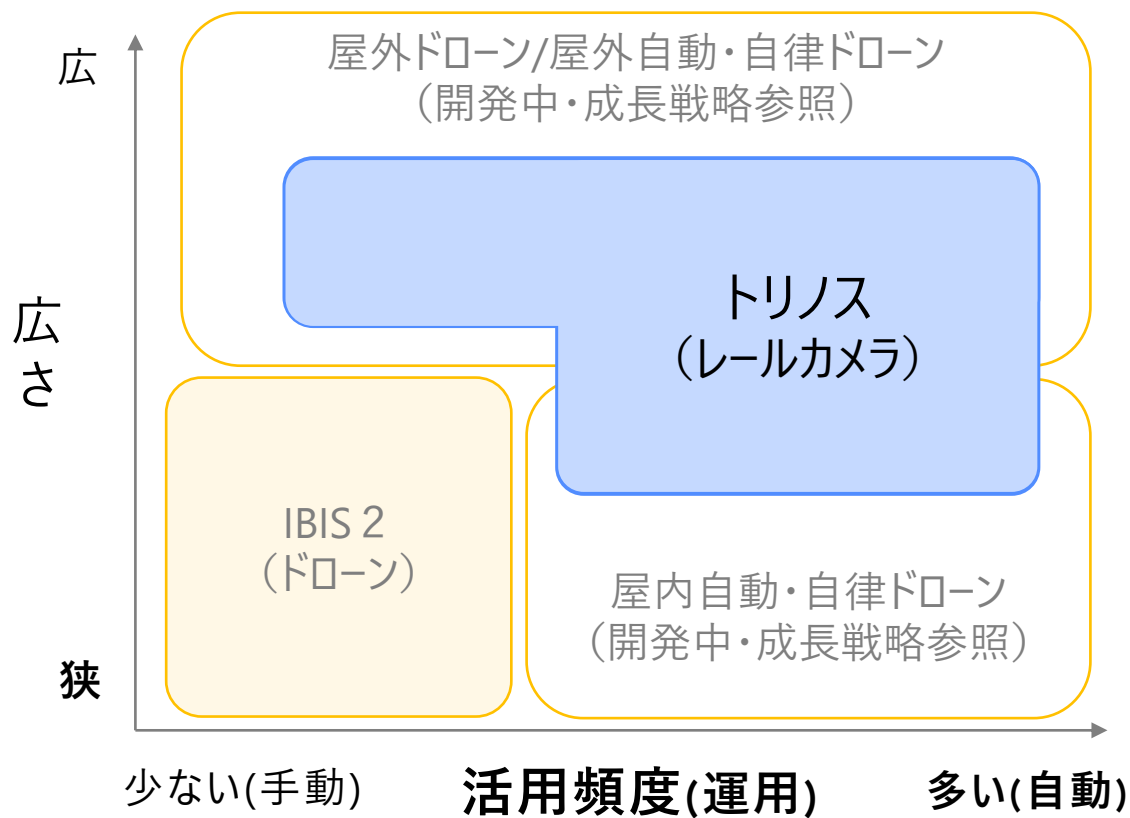 広
屋外ドローン/屋外自動・自律ドローン
（開発中・成長戦略参照）
トリノス
（レールカメラ）
広
さ
IBIS２
（ドローン）
屋内自動・自律ドローン
（開発中・成長戦略参照）
狭
少ない(手動)
活用頻度(運用)
多い(自動)